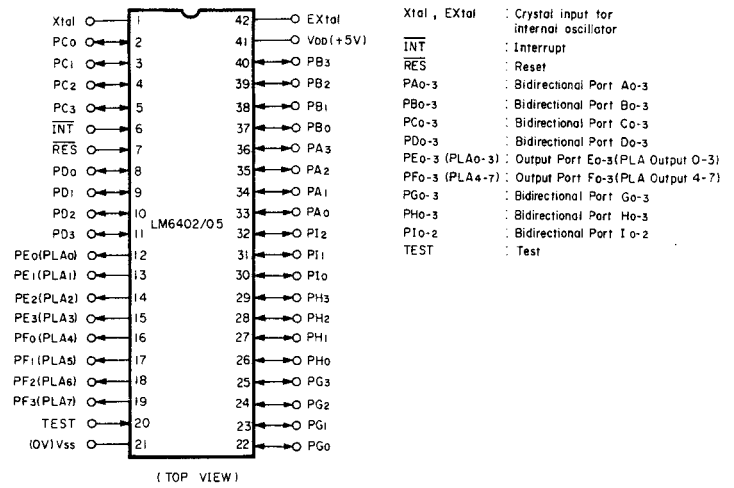 Xtal 1 42 EXtal
PC0 2 41 VDD(+5V)
PC1 3 40 PB3
PC2 4 39 PB2
PC3 5 38 PB1
INT 6 37 PB0
RES 7 36 PA3
PD0 8 35 PA2
PD1 9 34 PA1
PD2 10 33 PA0
LM6402/05
PD3 11 32 PI2
PE0(PLA0) 12 31 PI1
PE1(PLA1) 13 30 PI0
PE2(PLA2) 14 29 PH3
PE3(PLA3) 15 28 PH2
PF0(PLA4) 16 27 PH1
PF1(PLA5) 17 26 PH0
PF2(PLA6) 18 25 PG3
PF3(PLA7) 19 24 PG2
TEST 20 23 PG1
(0V)Vss 21 22 PG0
(TOP VIEW)
Xtal , EXtal : Crystal input for
internal oscillator
INT : Interrupt
RES : Reset
PA0-3 : Bidirectional Port A0-3
PB0-3 : Bidirectional Port B0-3
PC0-3 : Bidirectional Port C0-3
PD0-3 : Bidirectional Port D0-3
PE0-3 (PLA0-3) : Output Port E0-3(PLA Output 0-3)
PF0-3 (PLA4-7) : Output Port F0-3(PLA Output 4-7)
PG0-3 : Bidirectional Port G0-3
PH0-3 : Bidirectional Port H0-3
PI0-2 : Bidirectional Port I0-2
TEST : Test